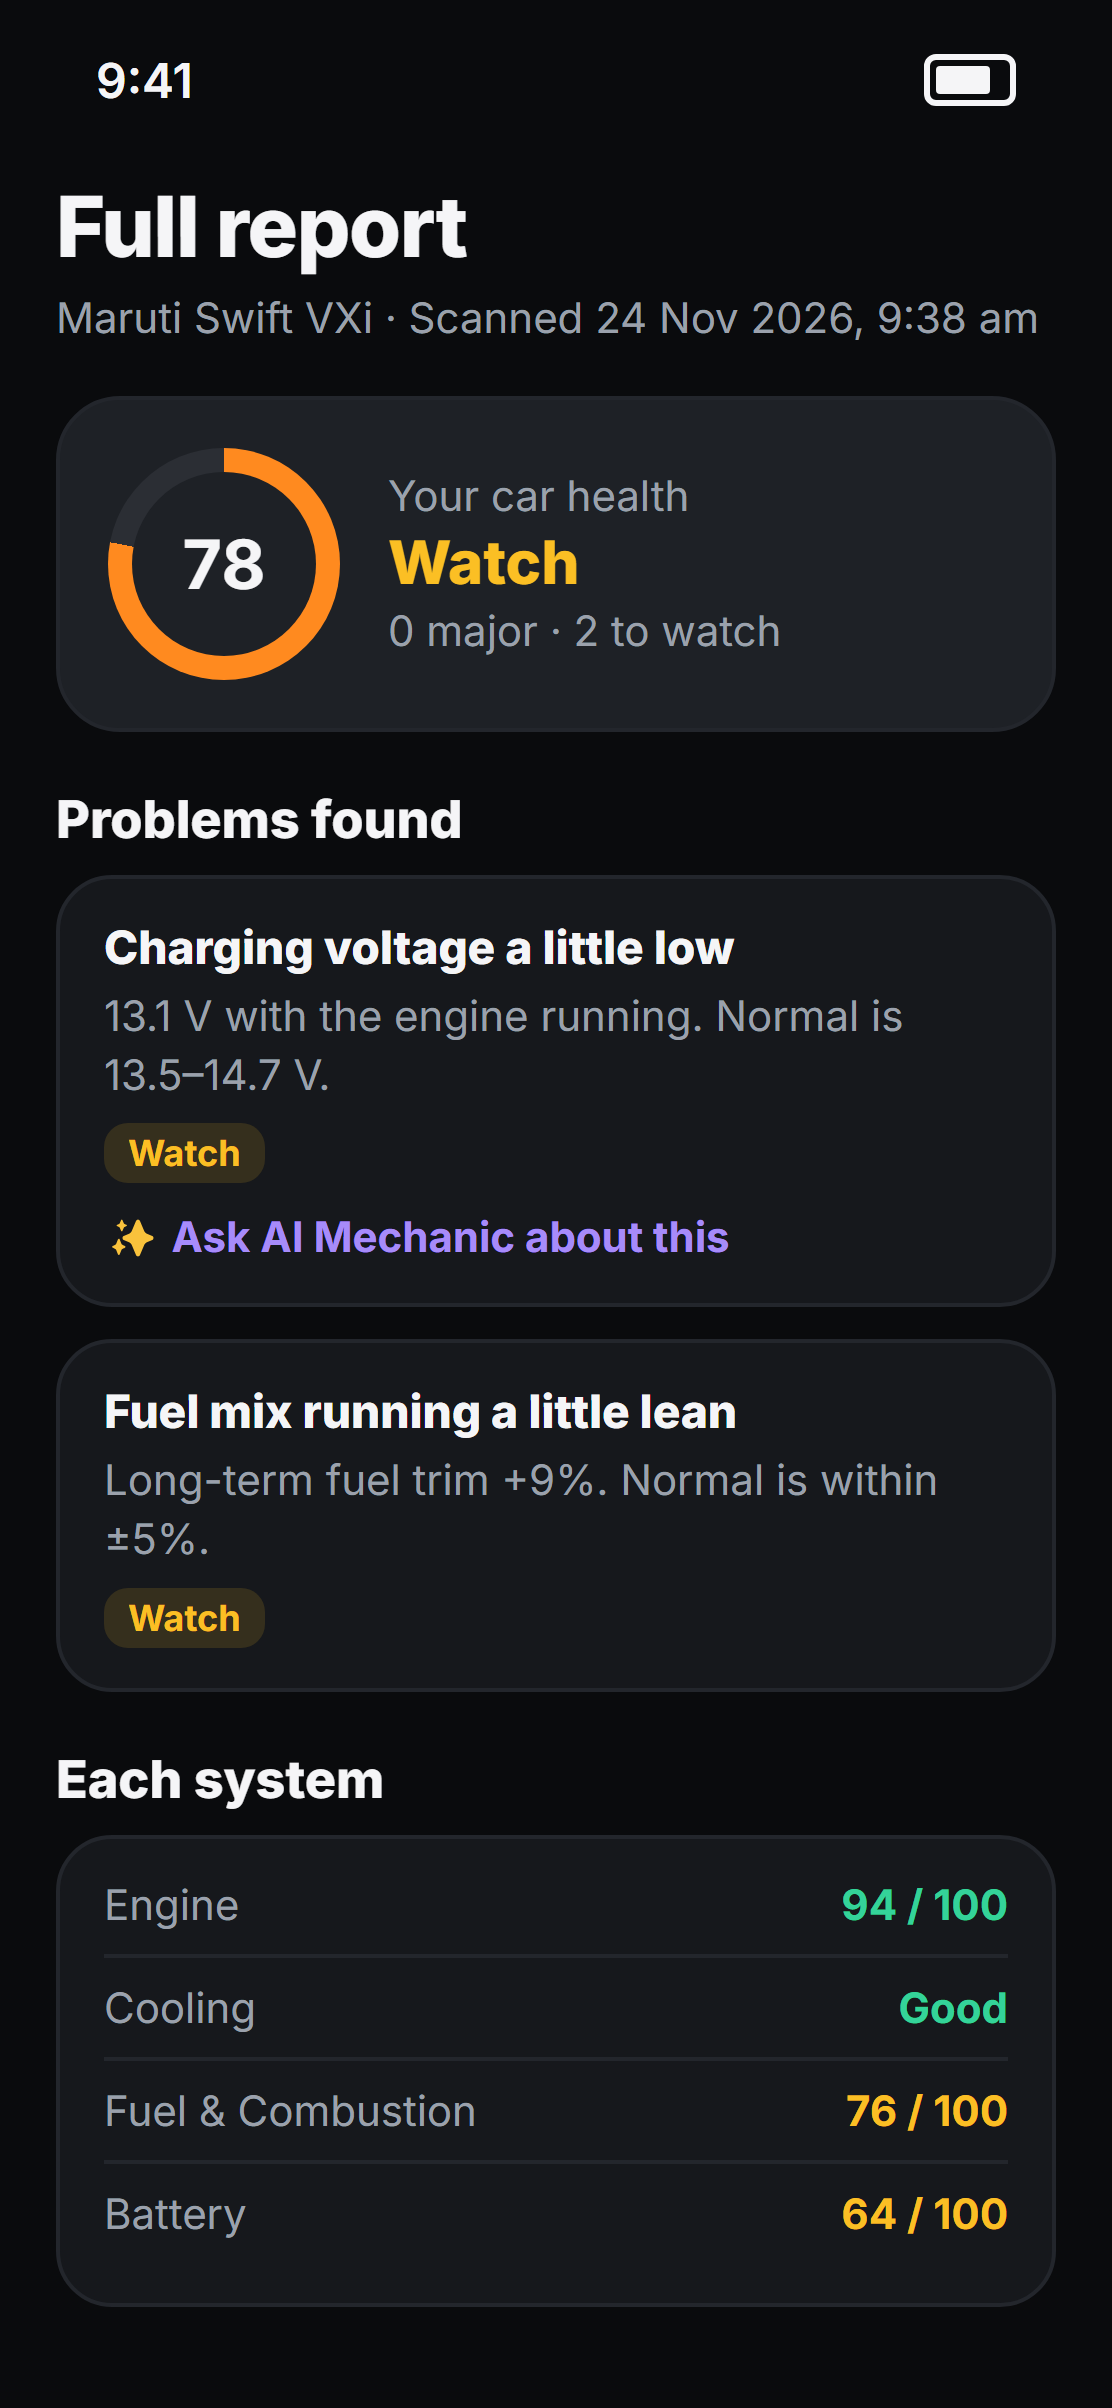 9:41
Full report
Maruti Swift VXi · Scanned 24 Nov 2026, 9:38 am
78
Your car health
Watch
0 major · 2 to watch
Problems found
Charging voltage a little low
13.1 V with the engine running. Normal is
13.5–14.7 V.
Watch
✨ Ask AI Mechanic about this
Fuel mix running a little lean
Long-term fuel trim +9%. Normal is within
±5%.
Watch
Each system
Engine 94 / 100
Cooling Good
Fuel & Combustion 76 / 100
Battery 64 / 100